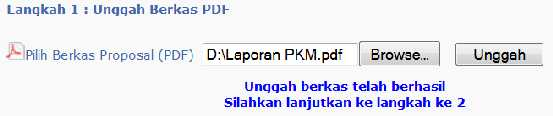 Langkah 1 : Unggah Berkas PDF
Pilih Berkas Proposal (PDF) D:\Laporan PKM.pdf Browse... Unggah
Unggah berkas telah berhasil
Silahkan lanjutkan ke langkah ke 2